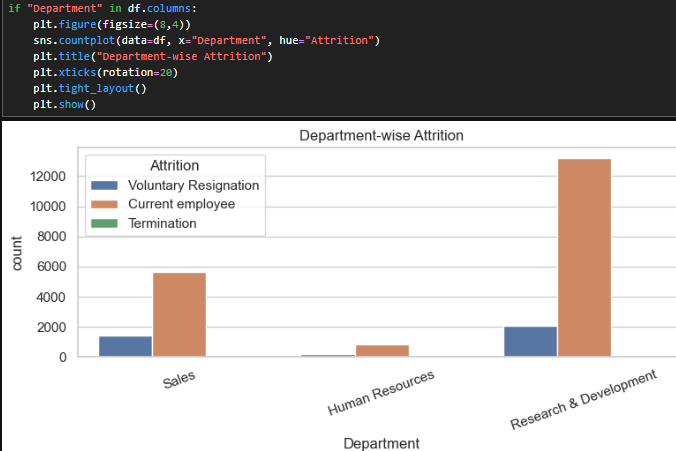 if "Department" in df.columns:
    plt.figure(figsize=(8,4))
    sns.countplot(data=df, x="Department", hue="Attrition")
    plt.title("Department-wise Attrition")
    plt.xticks(rotation=20)
    plt.tight_layout()
    plt.show()
Department-wise Attrition
Attrition
Voluntary Resignation
Current employee
Termination
12000
10000
8000
6000
4000
2000
0
count
Sales
Human Resources
Research & Development
Department